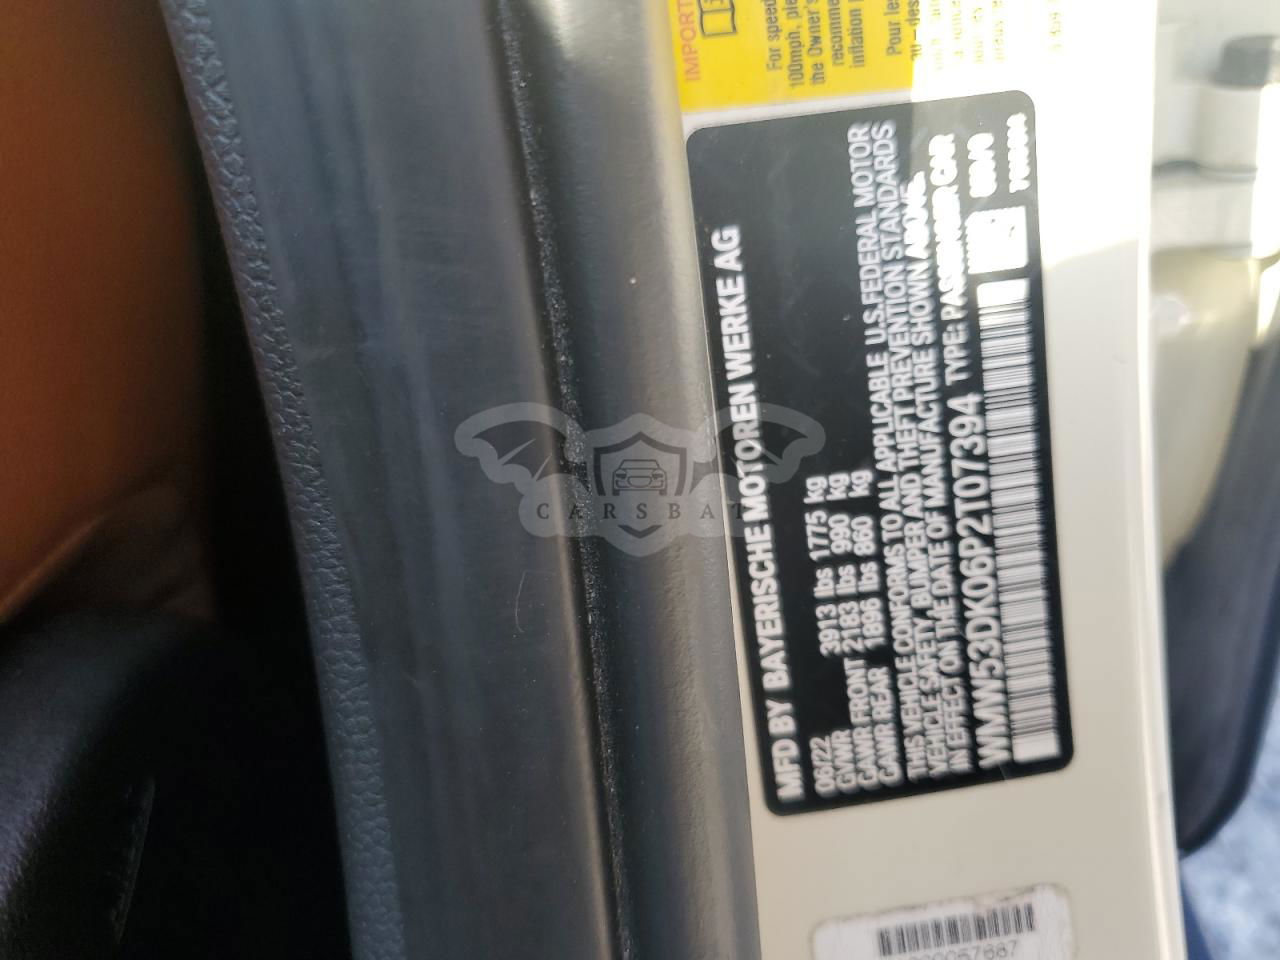 IMPORT
For speed
100mph, ple
the Owner's
recomme
inflation
Pour les
MFD BY BAYERISCHE MOTOREN WERKE AG
06/22
GVWR 3913 lbs 1775 kg
GAWR FRONT 2183 lbs 990 kg
GAWR REAR 1896 lbs 860 kg
THIS VEHICLE CONFORMS TO ALL APPLICABLE U.S. FEDERAL MOTOR
VEHICLE SAFETY, BUMPER AND THEFT PREVENTION STANDARDS
IN EFFECT ON THE DATE OF MANUFACTURE SHOWN ABOVE.
WMW53DK06P2T07394 TYPE: PASSENGER CAR
CARSBAT